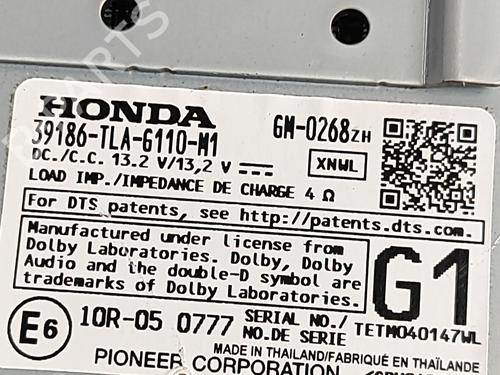 HONDA
39186-TLA-G110-M1
GM-0268ZH
DC./C.C. 13.2 V/13,2 V
XNWL
LOAD IMP./IMPEDANCE DE CHARGE 4 Ω
For DTS patents, see http://patents.dts.com.
Manufactured under license from
Dolby Laboratories. Dolby, Dolby
Audio and the double-D symbol are
trademarks of Dolby Laboratories.
G1
E6
10R-05 0777
SERIAL NO./
NO.DE SERIE
TETM040147WL
MADE IN THAILAND/FABRIQUÉ EN THAÏLANDE
PIONEER CORPORATION